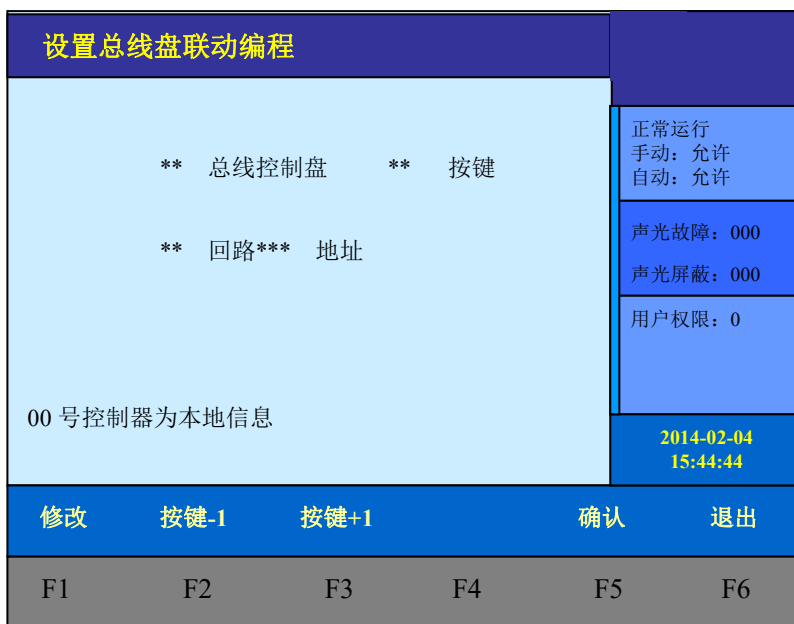 设置总线盘联动编程
正常运行
手动：允许
自动：允许
** 总线控制盘 ** 按键
声光故障：000
** 回路*** 地址
声光屏蔽：000
用户权限：0
00 号控制器为本地信息
2014-02-04
15:44:44
修改 按键-1 按键+1 确认 退出
F1 F2 F3 F4 F5 F6